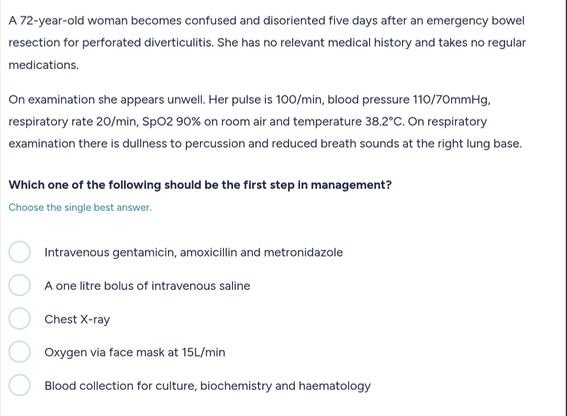 A 72-year-old woman becomes confused and disoriented five days after an emergency bowel
resection for perforated diverticulitis. She has no relevant medical history and takes no regular
medications.
On examination she appears unwell. Her pulse is 100/min, blood pressure 110/70mmHg,
respiratory rate 20/min, SpO2 90% on room air and temperature 38.2°C. On respiratory
examination there is dullness to percussion and reduced breath sounds at the right lung base.
Which one of the following should be the first step in management?
Choose the single best answer.
Intravenous gentamicin, amoxicillin and metronidazole
A one litre bolus of intravenous saline
Chest X-ray
Oxygen via face mask at 15L/min
Blood collection for culture, biochemistry and haematology